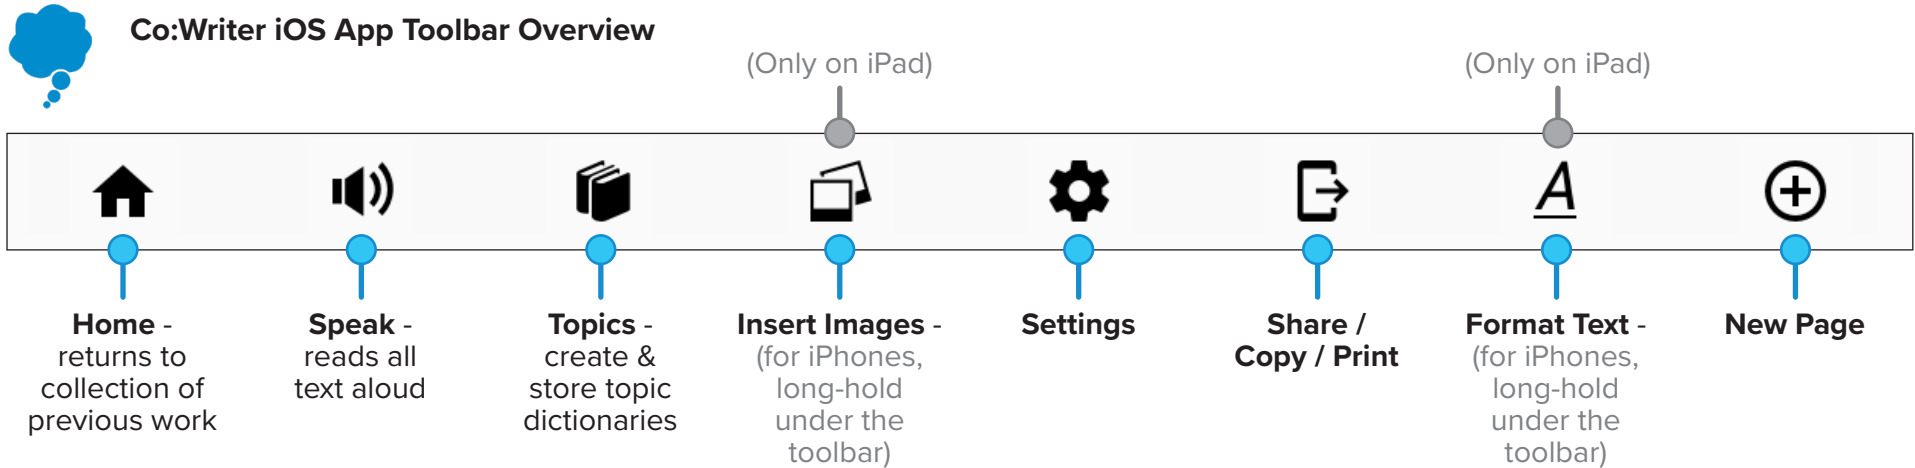 Co:Writer iOS App Toolbar Overview
(Only on iPad)
(Only on iPad)
A
Home -
returns to
collection of
previous work
Speak -
reads all
text aloud
Topics -
create &
store topic
dictionaries
Insert Images -
(for iPhones,
long-hold
under the
toolbar)
Settings
Share /
Copy / Print
Format Text -
(for iPhones,
long-hold
under the
toolbar)
New Page